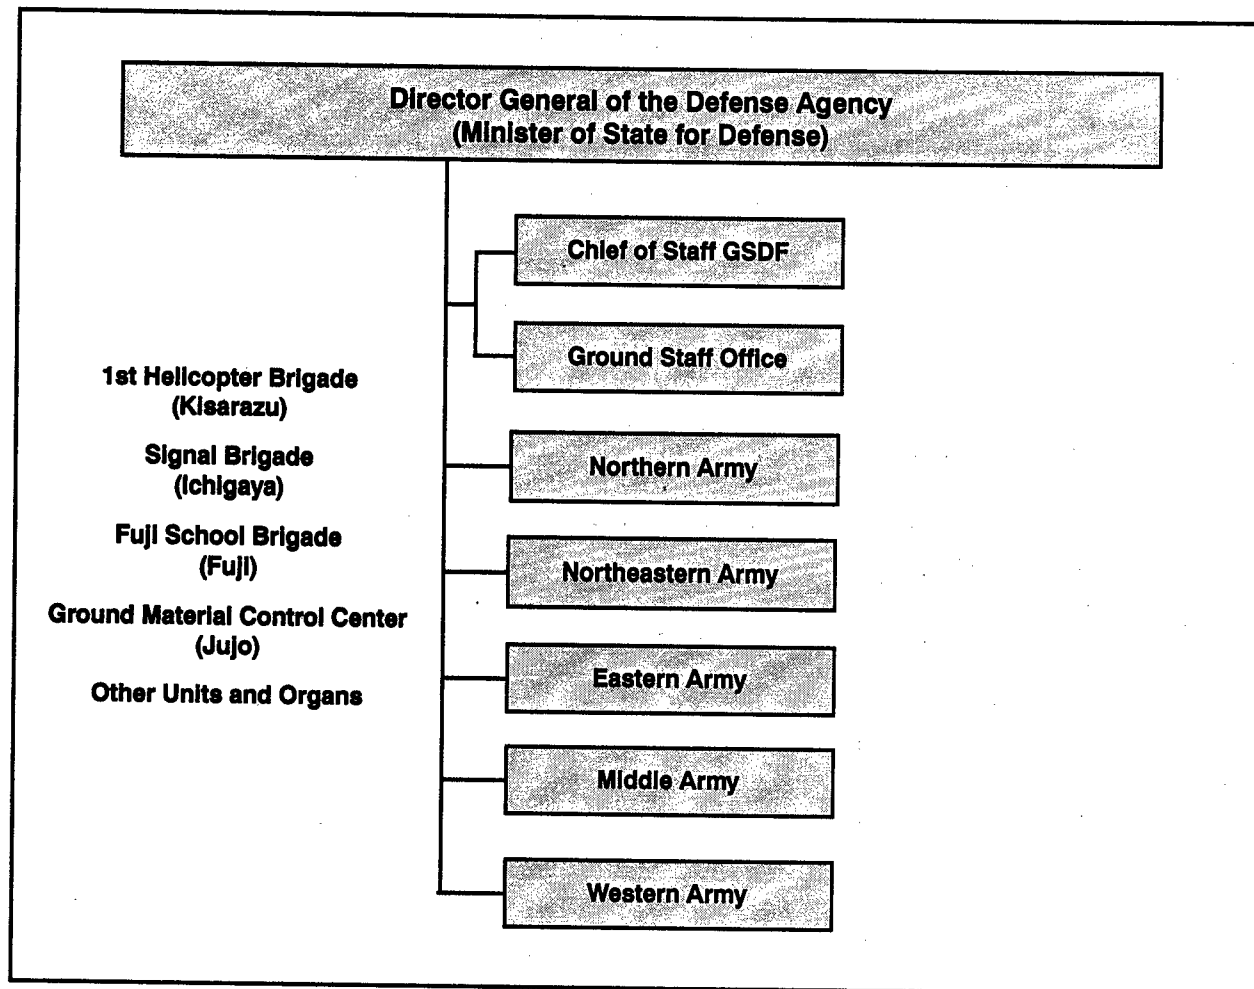 Director General of the Defense Agency
(Minister of State for Defense)
Chief of Staff GSDF
Ground Staff Office
1st Helicopter Brigade
(Kisarazu)
Signal Brigade
(Ichigaya)
Fuji School Brigade
(Fuji)
Ground Material Control Center
(Jujo)
Other Units and Organs
Northern Army
Northeastern Army
Eastern Army
Middle Army
Western Army